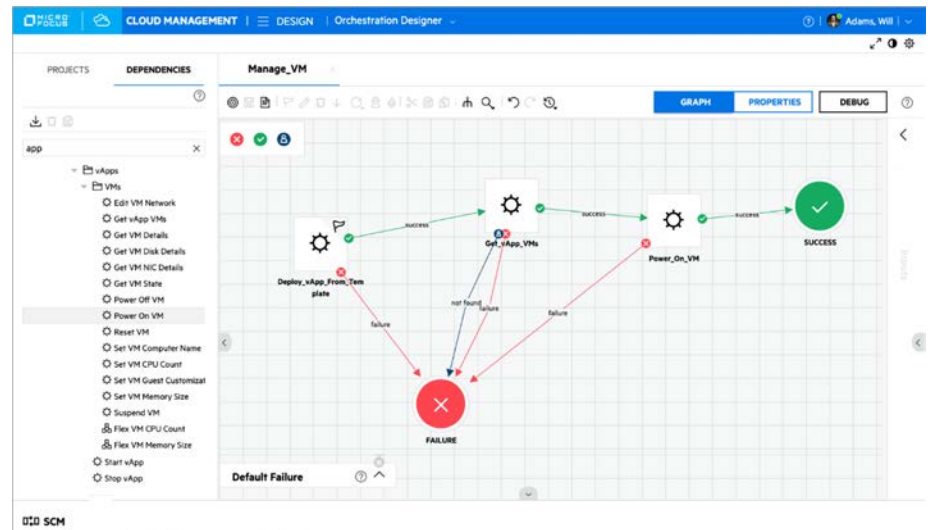 MICRO FOCUS
CLOUD MANAGEMENT | DESIGN | Orchestration Designer
Adams, Will
PROJECTS DEPENDENCIES
Manage_VM
GRAPH PROPERTIES DEBUG
app
vApps
VMs
Edit VM Network
Get vApp VMs
Get VM Details
Get VM Disk Details
Get VM NIC Details
Get VM State
Power Off VM
Power On VM
Reset VM
Set VM Computer Name
Set VM CPU Count
Set VM Guest Customizat
Set VM Memory Size
Suspend VM
Flex VM CPU Count
Flex VM Memory Size
Start vApp
Stop vApp
success
success
success
Deploy_vApp_From_Tem
plate
Get_vApp_VMs
Power_On_VM
SUCCESS
not found
failure
failure
failure
FAILURE
Inputs
Default Failure
SCM